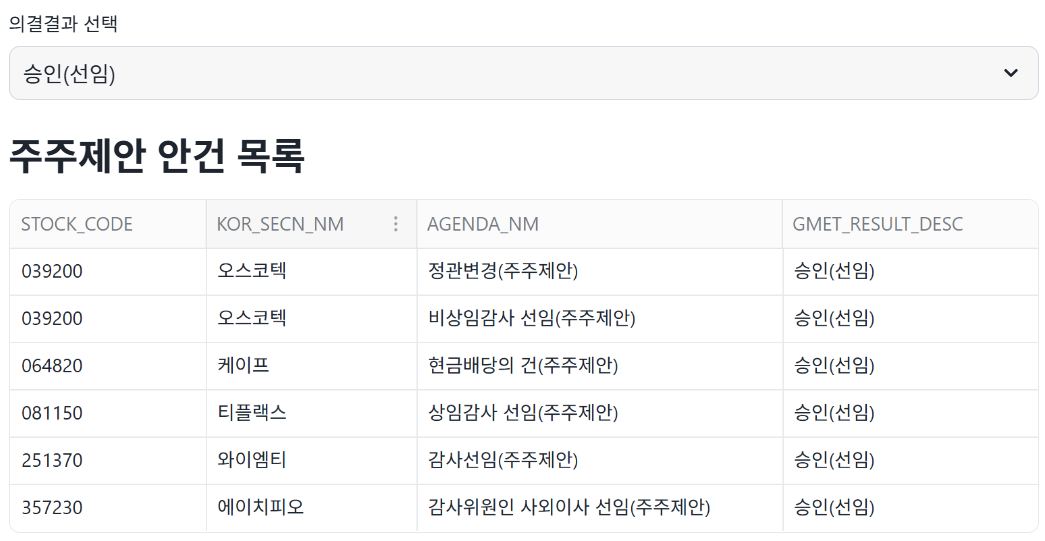 의결결과 선택
승인(선임)
주주제안 안건 목록
STOCK_CODE KOR_SECN_NM AGENDA_NM GMET_RESULT_DESC
039200 오스코텍 정관변경(주주제안) 승인(선임)
039200 오스코텍 비상임감사 선임(주주제안) 승인(선임)
064820 케이프 현금배당의 건(주주제안) 승인(선임)
081150 티플랙스 상임감사 선임(주주제안) 승인(선임)
251370 와이엠티 감사선임(주주제안) 승인(선임)
357230 에이치피오 감사위원인 사외이사 선임(주주제안) 승인(선임)